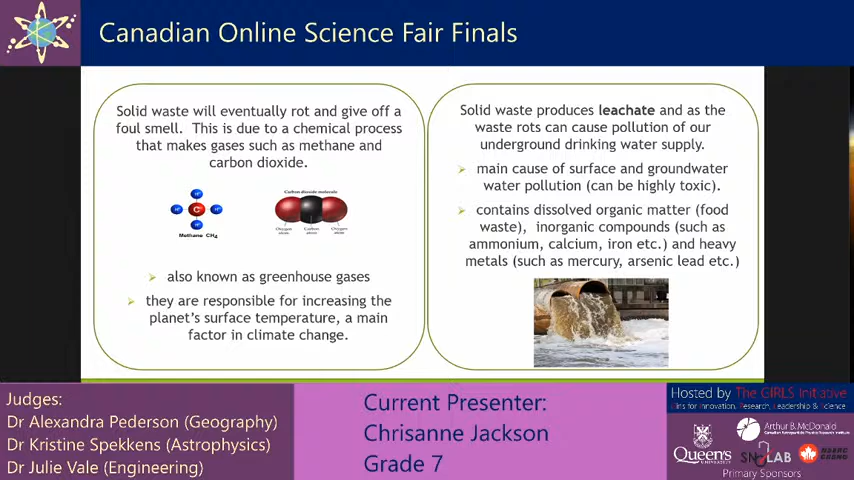 Canadian Online Science Fair Finals
Solid waste will eventually rot and give off a
foul smell. This is due to a chemical process
that makes gases such as methane and
carbon dioxide.
Carbon dioxide molecule
Methane CH4
➢ also known as greenhouse gases
➢ they are responsible for increasing the
planet's surface temperature, a main
factor in climate change.
Solid waste produces leachate and as the
waste rots can cause pollution of our
underground drinking water supply.
➢ main cause of surface and groundwater
water pollution (can be highly toxic).
➢ contains dissolved organic matter (food
waste), inorganic compounds (such as
ammonium, calcium, iron etc.) and heavy
metals (such as mercury, arsenic lead etc.)
Judges:
Dr Alexandra Pederson (Geography)
Dr Kristine Spekkens (Astrophysics)
Dr Julie Vale (Engineering)
Current Presenter:
Chrisanne Jackson
Grade 7
Hosted by The GIRLS Initiative
Girls for Innovation, Research, Leadership & Science
Queen's
UNIVERSITY
Arthur B. McDonald
SNOLAB
Primary Sponsors